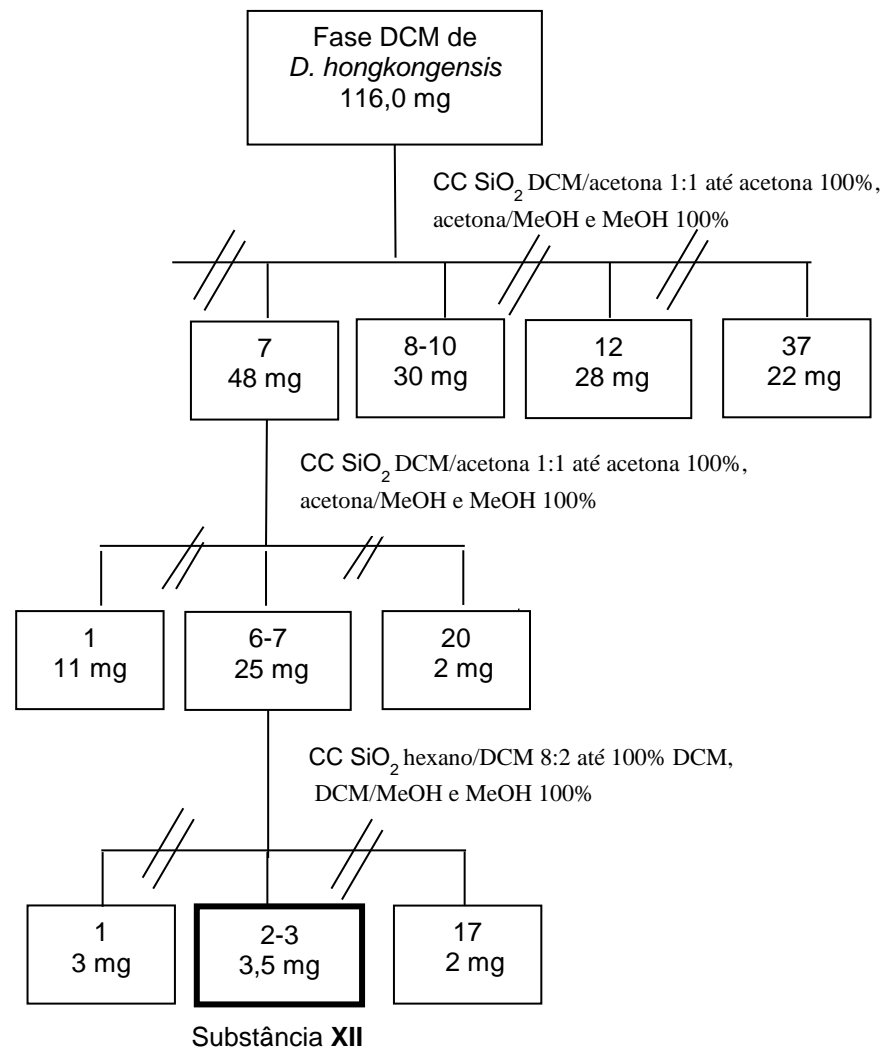 Fase DCM de
D. hongkongensis
116,0 mg
CC SiO2 DCM/acetona 1:1 até acetona 100%,
acetona/MeOH e MeOH 100%
7
48 mg
8-10
30 mg
12
28 mg
37
22 mg
CC SiO2 DCM/acetona 1:1 até acetona 100%,
acetona/MeOH e MeOH 100%
1
11 mg
6-7
25 mg
20
2 mg
CC SiO2 hexano/DCM 8:2 até 100% DCM,
DCM/MeOH e MeOH 100%
1
3 mg
2-3
3,5 mg
17
2 mg
Substância XII